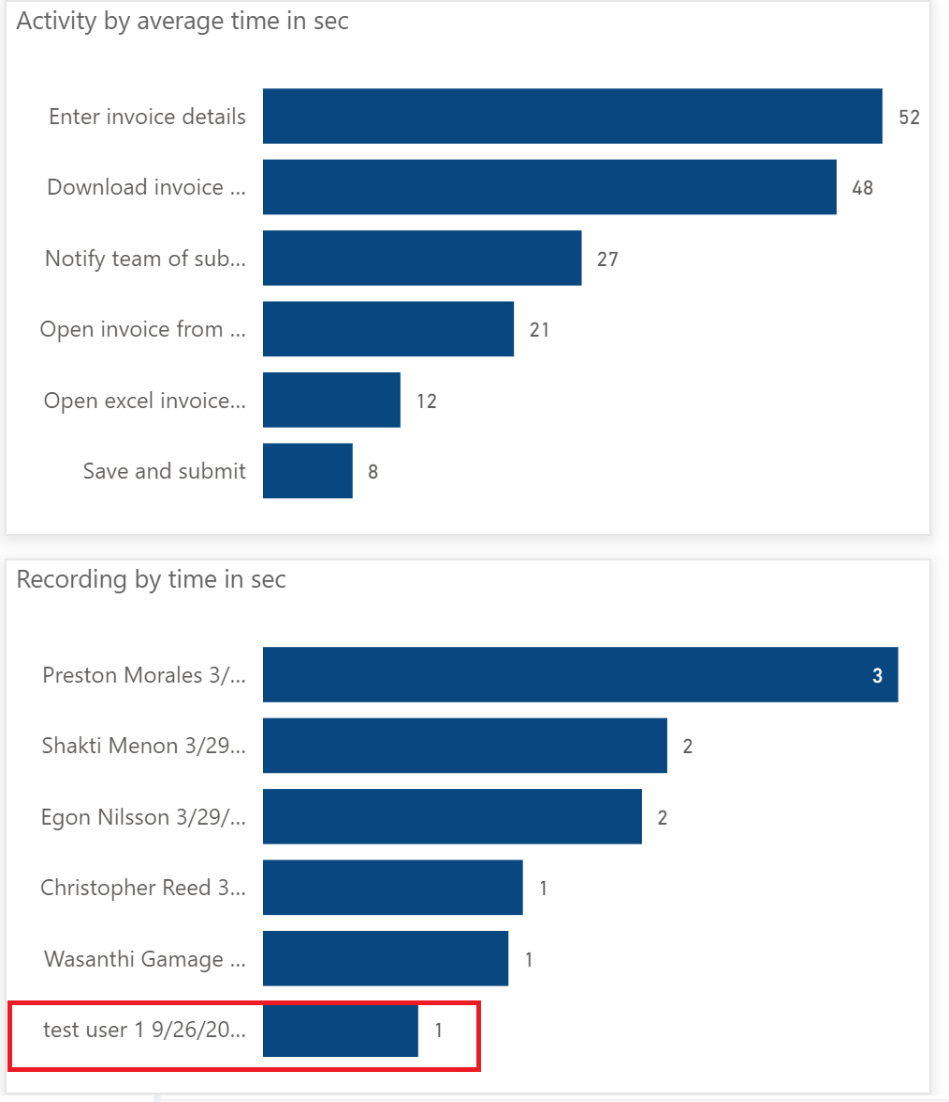 Activity by average time in sec
Enter invoice details 52
Download invoice ... 48
Notify team of sub... 27
Open invoice from ... 21
Open excel invoice... 12
Save and submit 8
Recording by time in sec
Preston Morales 3/... 3
Shakti Menon 3/29... 2
Egon Nilsson 3/29/... 2
Christopher Reed 3... 1
Wasanthi Gamage ... 1
test user 1 9/26/20... 1